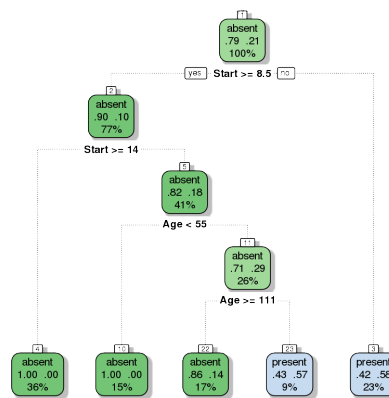 1
absent
.79 .21
100%
yes Start >= 8.5 no
2
absent
.90 .10
77%
Start >= 14
5
absent
.82 .18
41%
Age < 55
11
absent
.71 .29
26%
Age >= 111
4
absent
1.00 .00
36%
10
absent
1.00 .00
15%
22
absent
.86 .14
17%
23
present
.43 .57
9%
3
present
.42 .58
23%